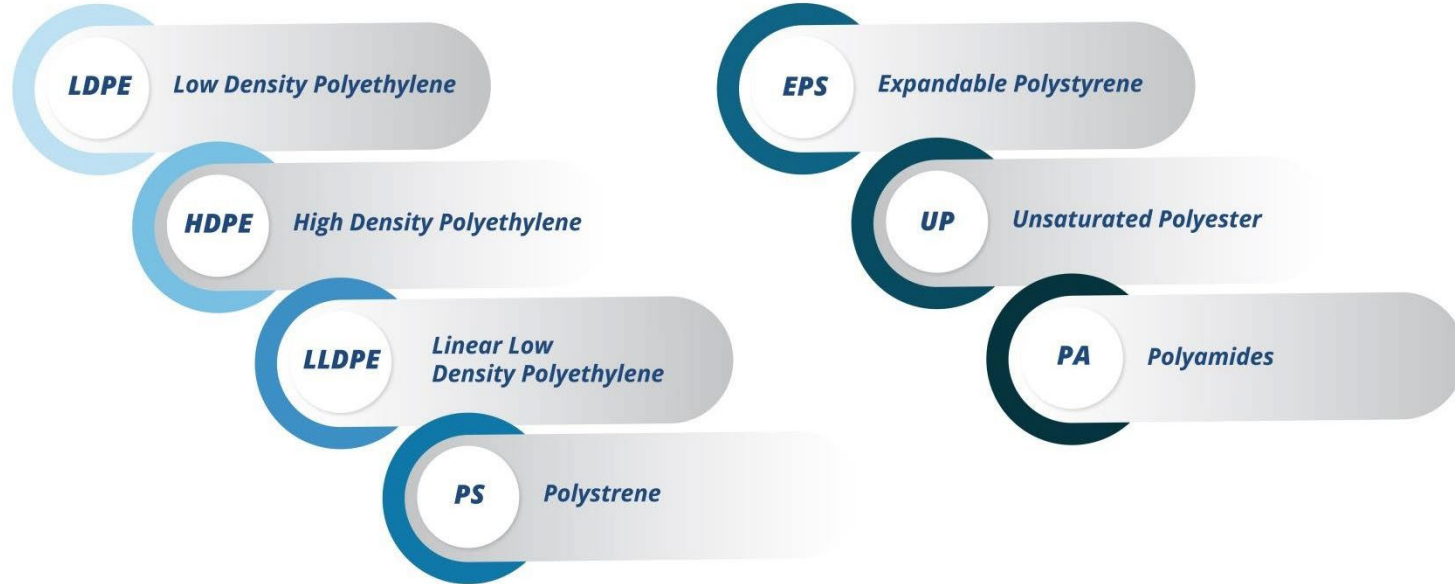 LDPE
Low Density Polyethylene
HDPE
High Density Polyethylene
LLDPE
Linear Low
Density Polyethylene
PS
Polystrene
EPS
Expandable Polystyrene
UP
Unsaturated Polyester
PA
Polyamides